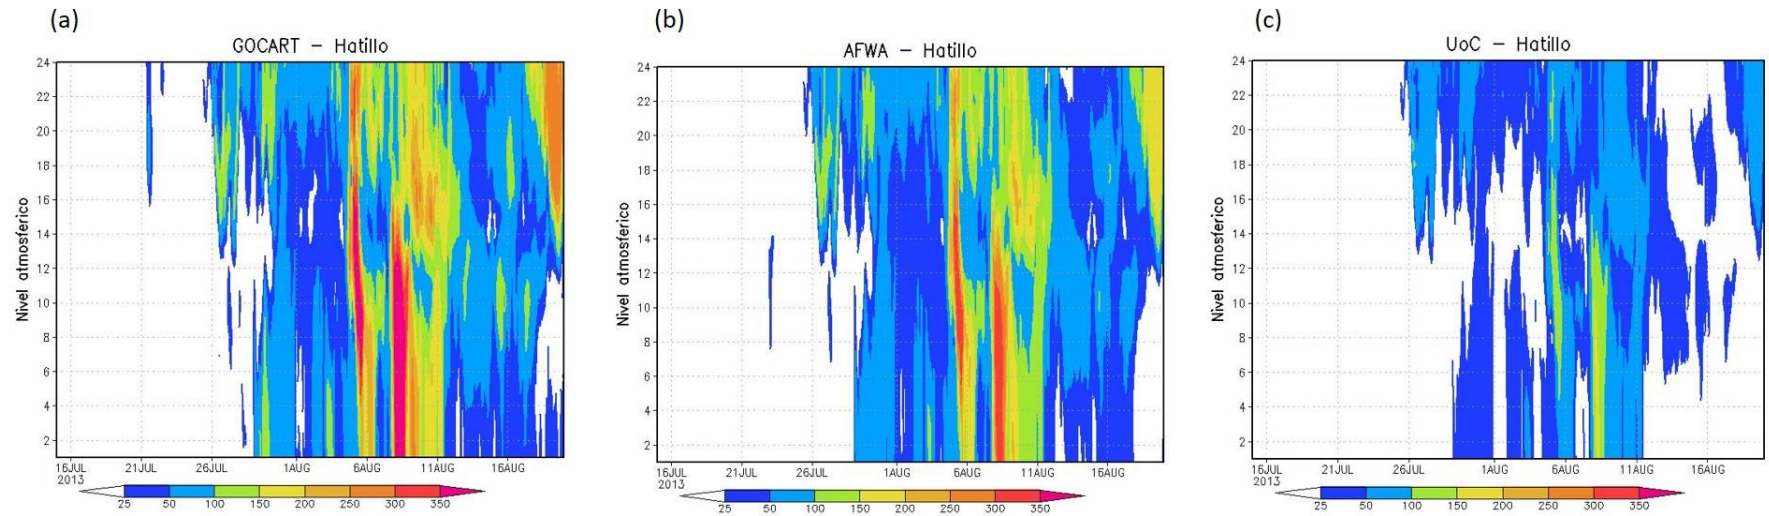 (a)
GOCART – Hatillo
Nivel atmosferico
24
22
20
18
16
14
12
10
8
6
4
2
16JUL 21JUL 26JUL 1AUG 6AUG 11AUG 16AUG
2013
25 50 100 150 200 250 300 350
(b)
AFWA – Hatillo
Nivel atmosferico
24
22
20
18
16
14
12
10
8
6
4
2
16JUL 21JUL 26JUL 1AUG 6AUG 11AUG 16AUG
2013
25 50 100 150 200 250 300 350
(c)
UoC – Hatillo
Nivel atmosferico
24
22
20
18
16
14
12
10
8
6
4
2
16JUL 21JUL 26JUL 1AUG 6AUG 11AUG 16AUG
2013
25 50 100 150 200 250 300 350